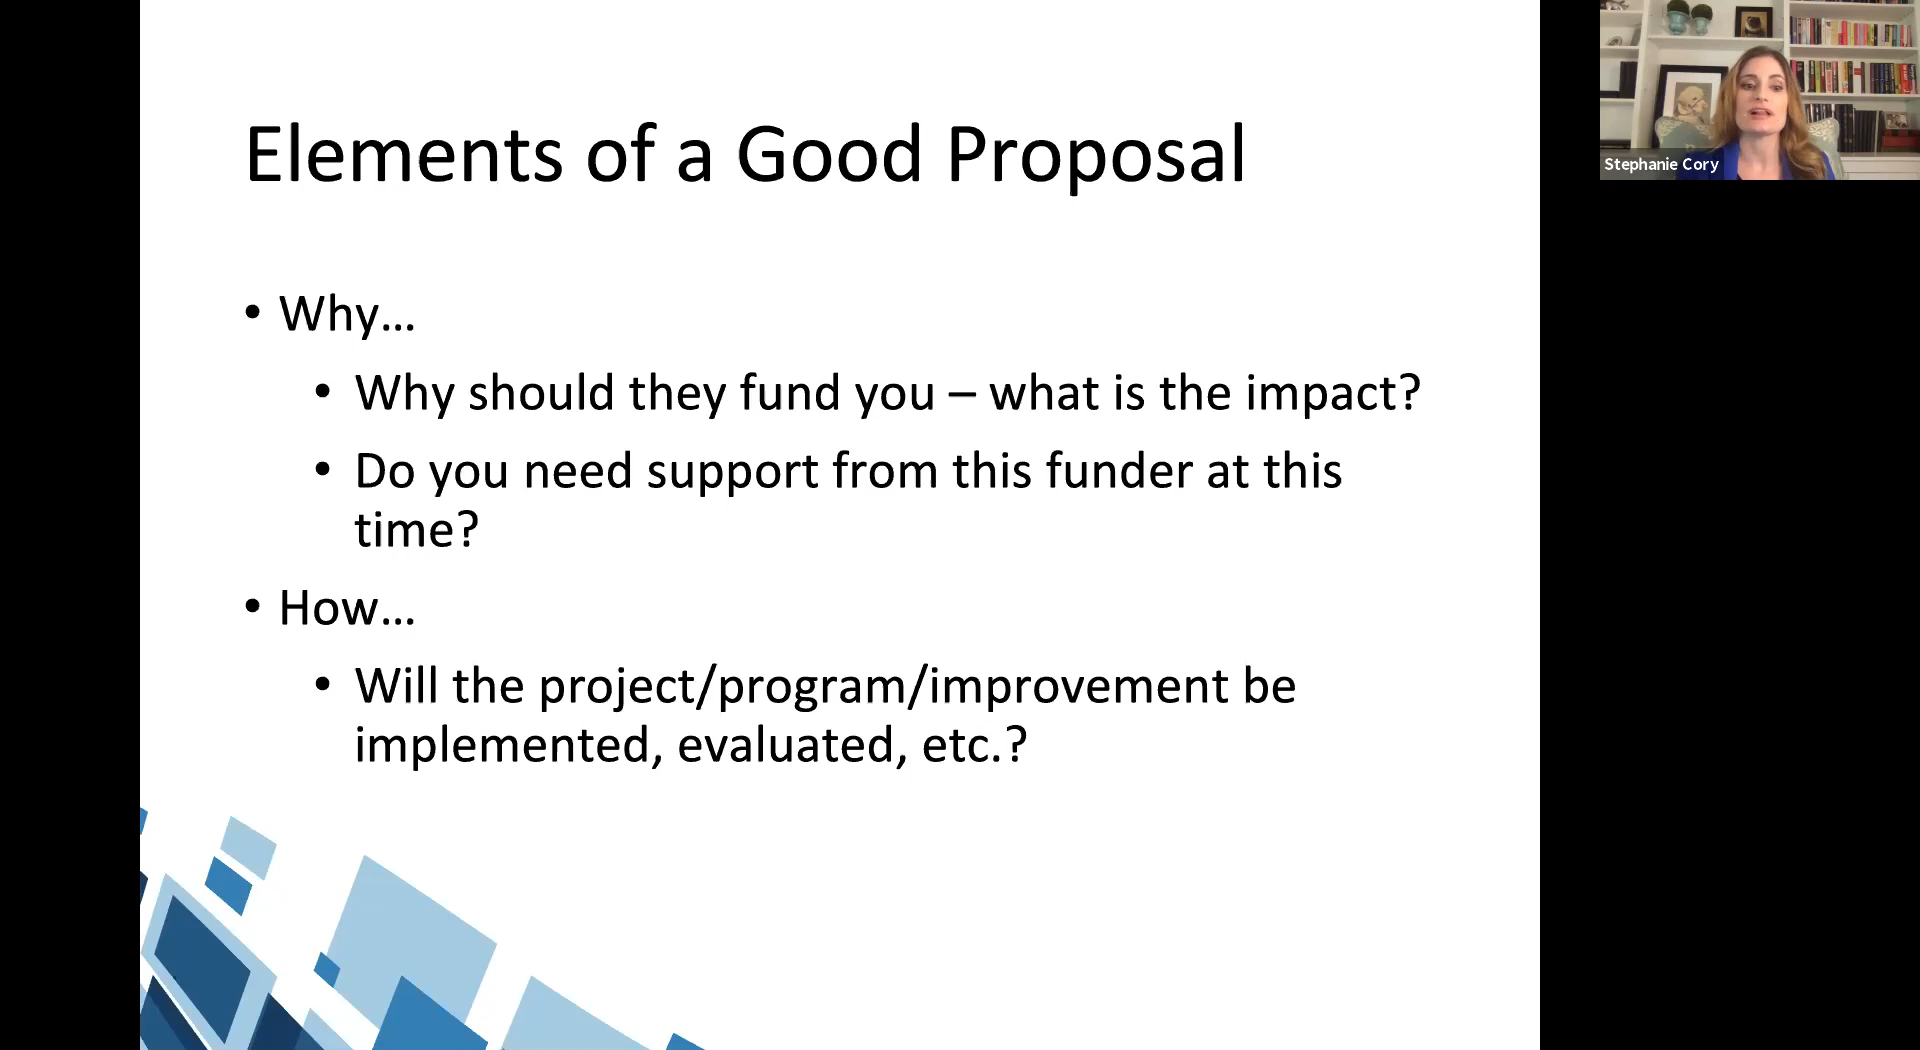 Elements of a Good Proposal
• Why...
• Why should they fund you – what is the impact?
• Do you need support from this funder at this
time?
• How...
• Will the project/program/improvement be
implemented, evaluated, etc.?
Stephanie Cory